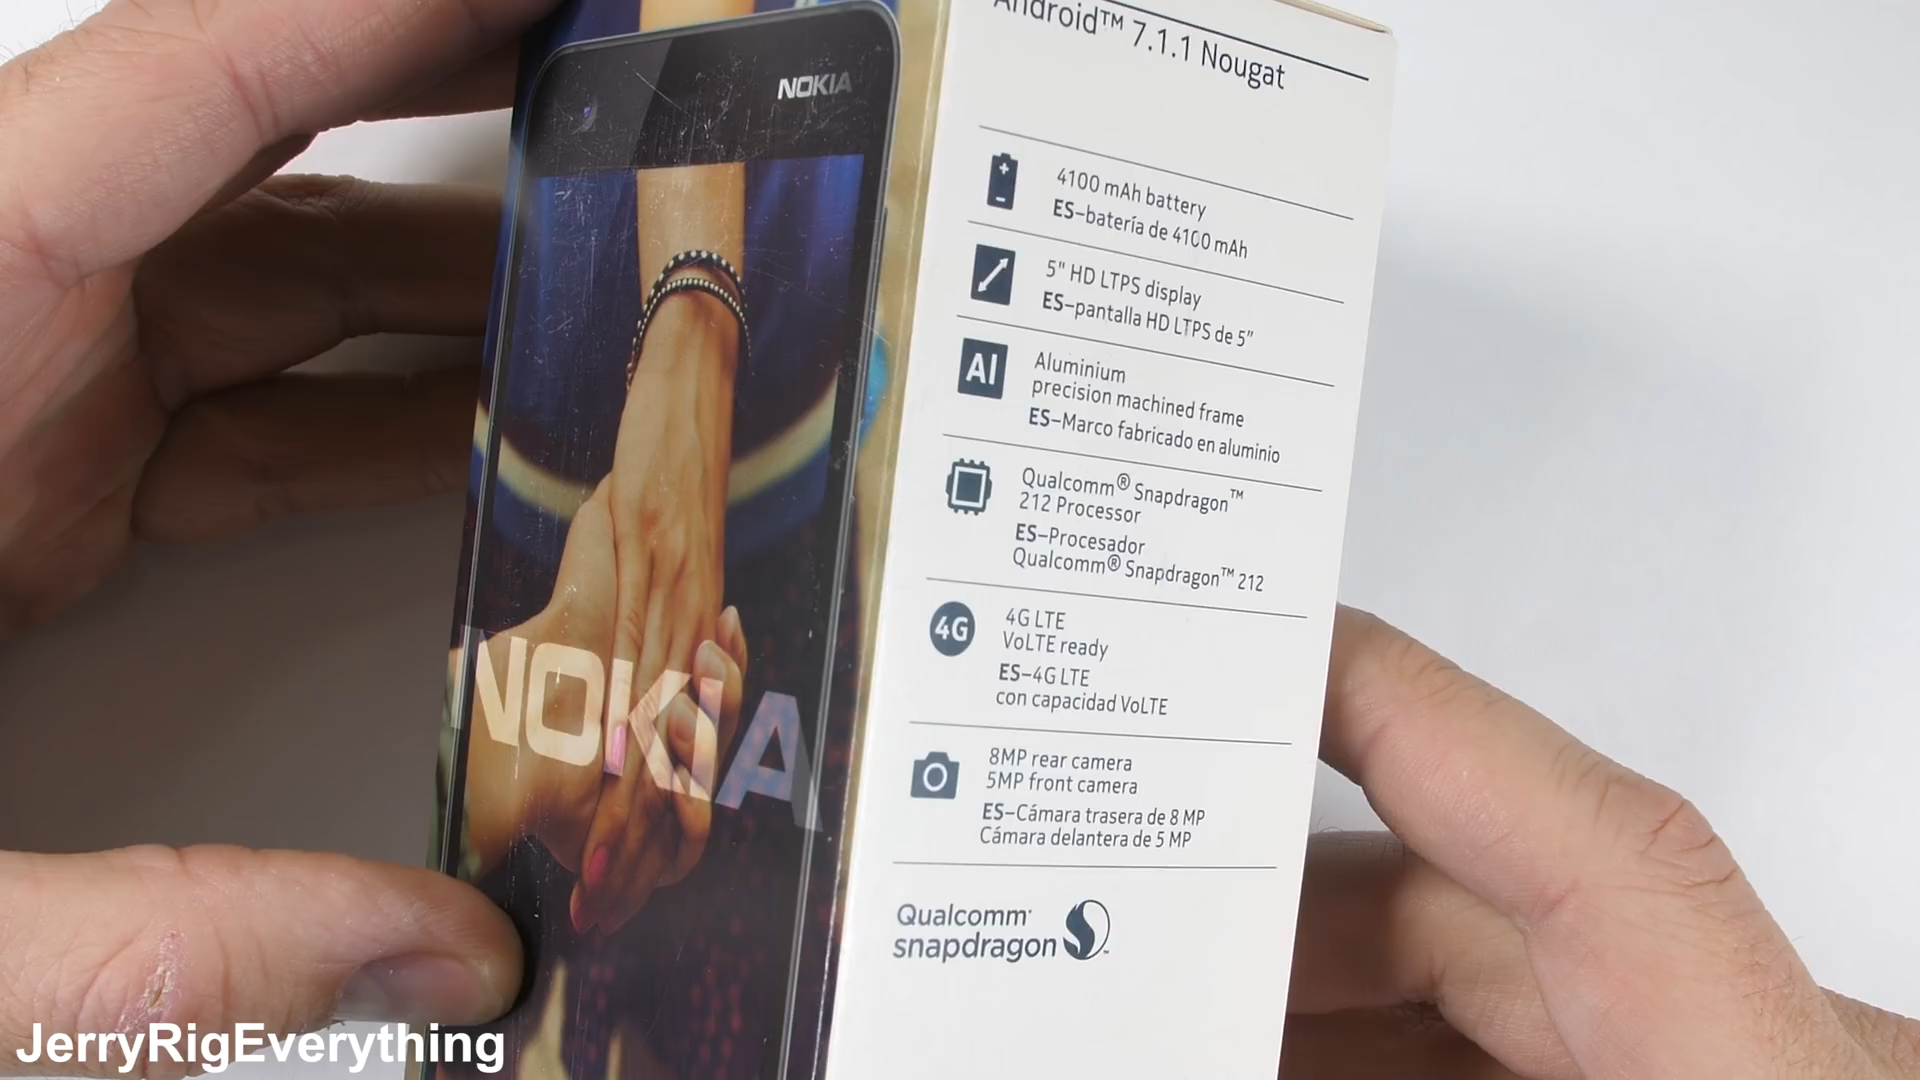 NOKIA
NOKIA
Android™ 7.1.1 Nougat
4100 mAh battery
ES–batería de 4100 mAh
5" HD LTPS display
ES–pantalla HD LTPS de 5"
Al
Aluminium
precision machined frame
ES–Marco fabricado en aluminio
Qualcomm® Snapdragon™
212 Processor
ES–Procesador
Qualcomm® Snapdragon™ 212
4G
4G LTE
VoLTE ready
ES–4G LTE
con capacidad VoLTE
8MP rear camera
5MP front camera
ES–Cámara trasera de 8 MP
Cámara delantera de 5 MP
Qualcomm
snapdragon
JerryRigEverything